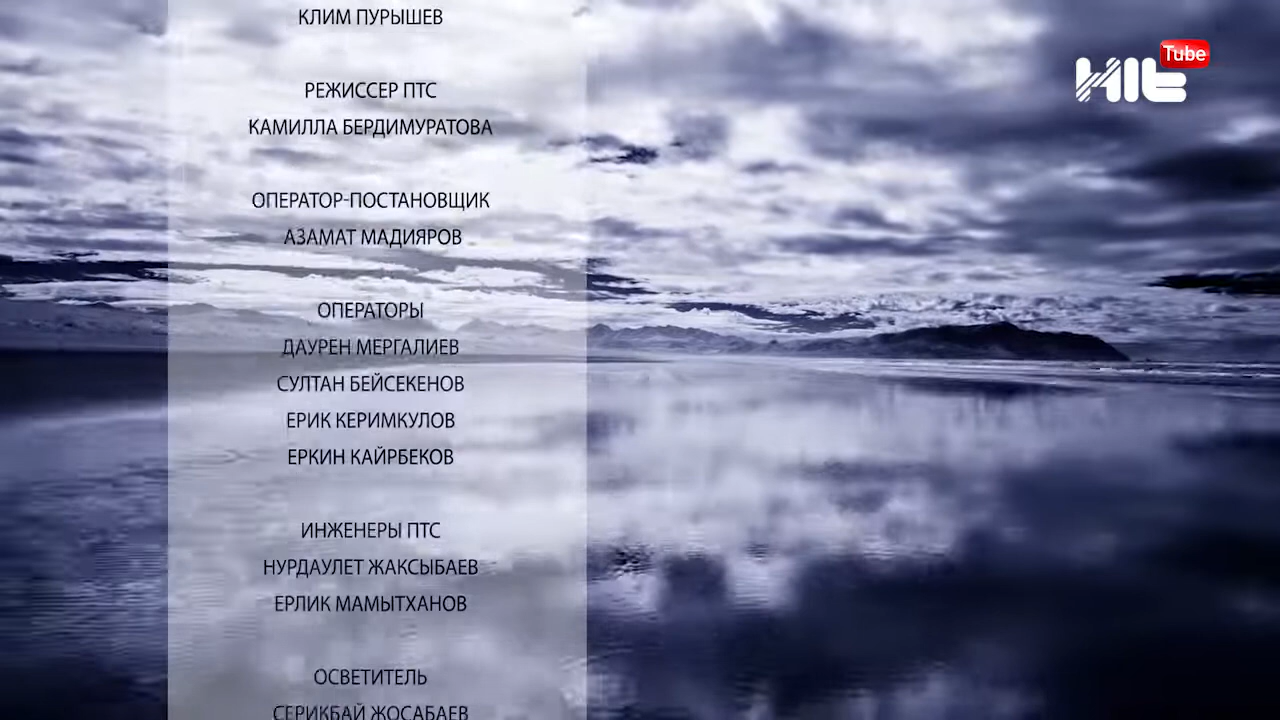 КЛИМ ПУРЫШЕВ
Tube
HIt
РЕЖИССЕР ПТС
КАМИЛЛА БЕРДИМУРАТОВА
ОПЕРАТОР-ПОСТАНОВЩИК
АЗАМАТ МАДИЯРОВ
ОПЕРАТОРЫ
ДАУРЕН МЕРГАЛИЕВ
СУЛТАН БЕЙСЕКЕНОВ
ЕРИК КЕРИМКУЛОВ
ЕРКИН КАЙРБЕКОВ
ИНЖЕНЕРЫ ПТС
НУРДАУЛЕТ ЖАКСЫБАЕВ
ЕРЛИК МАМЫТХАНОВ
ОСВЕТИТЕЛЬ
СЕРИКБАЙ ЖОСАБАЕВ